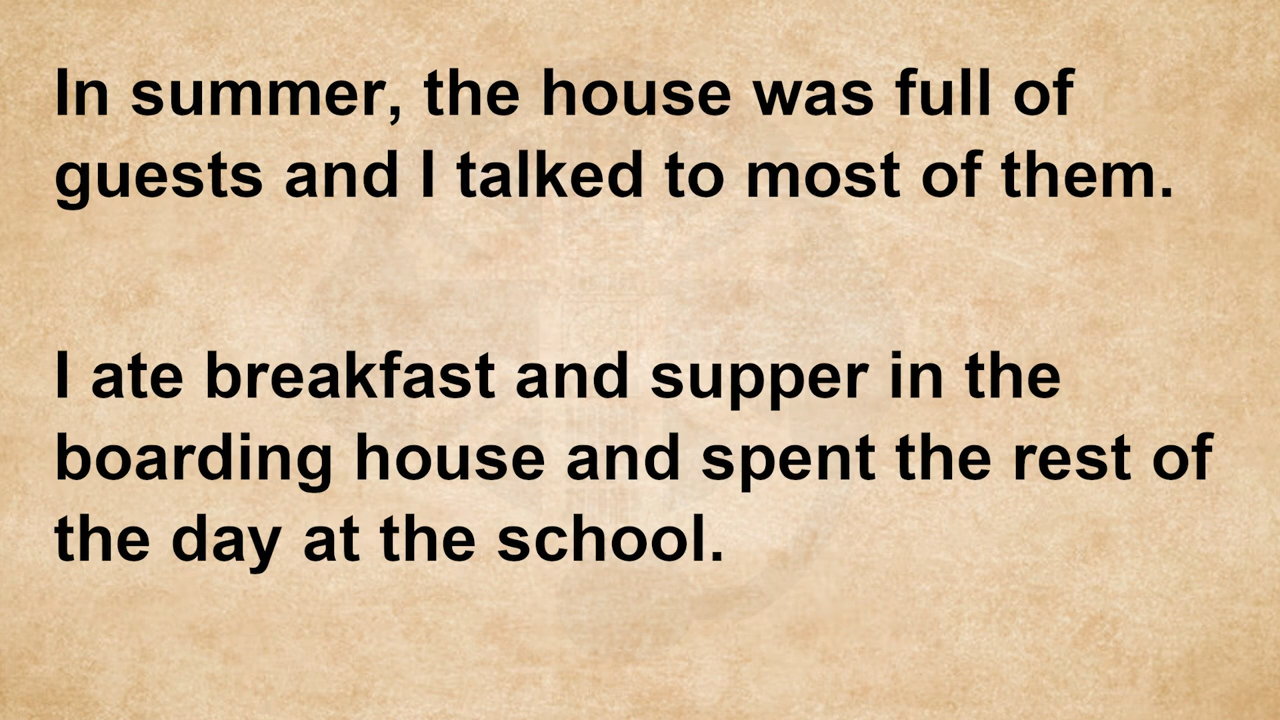 In summer, the house was full of
guests and I talked to most of them.
I ate breakfast and supper in the
boarding house and spent the rest of
the day at the school.